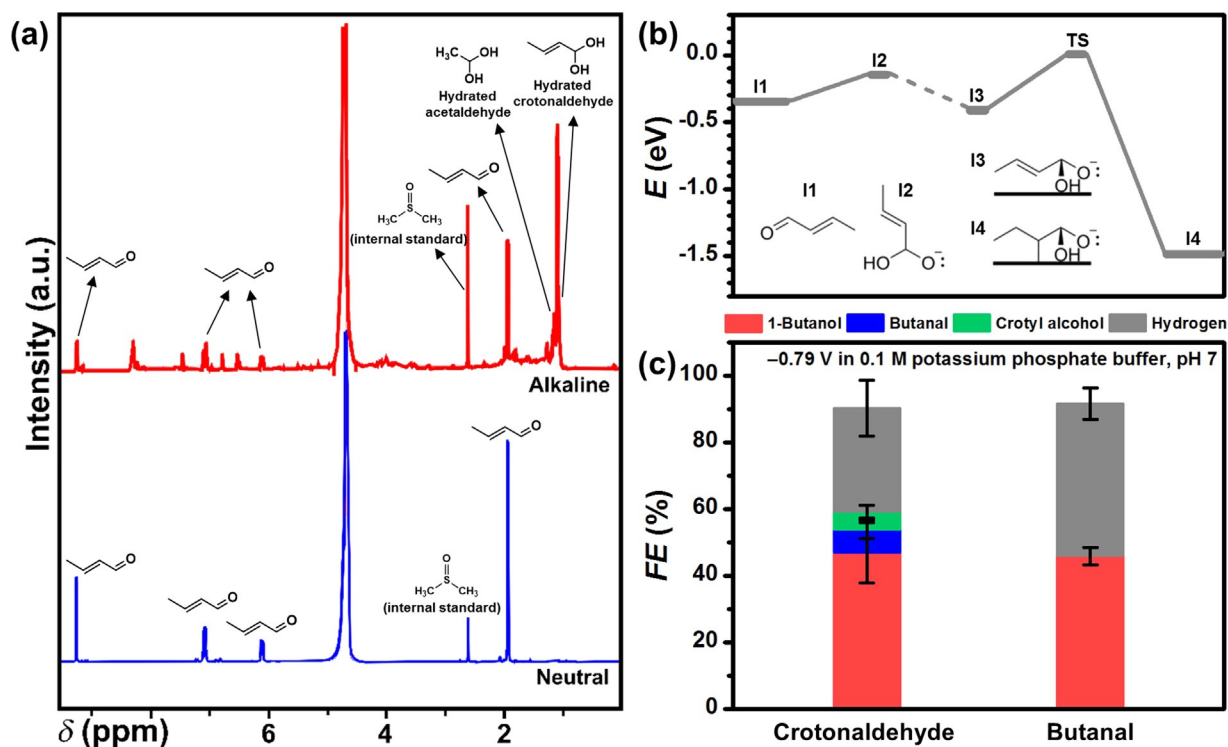 (a)
Intensity (a.u.)
H₃C OH
OH
Hydrated
acetaldehyde
OH
OH
Hydrated
crotonaldehyde
O
O
H₃C S CH₃
(internal standard)
O
O
Alkaline
O
O
O
O
H₃C S CH₃
(internal standard)
O
Neutral
δ (ppm) 6 4 2
(b)
E (eV)
0.0
-0.5
-1.0
-1.5
I1
I2
I3
TS
I4
I1
O
I2
HO O⁻:
I3
O⁻:
OH
I4
O⁻:
OH
1-Butanol Butanal Crotyl alcohol Hydrogen
(c)
–0.79 V in 0.1 M potassium phosphate buffer, pH 7
FE (%)
100
80
60
40
20
0
Crotonaldehyde Butanal